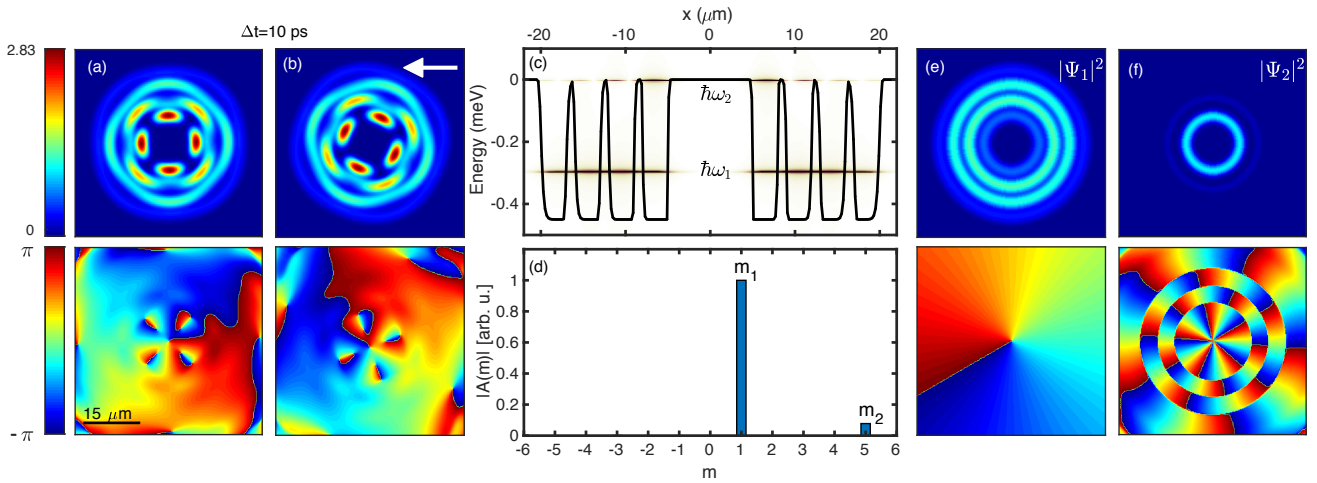 Δt=10 ps
2.83
0
π
-π
(a)
(b)
15 μm
x (μm)
-20 -10 0 10 20
(c)
0
-0.2
-0.4
Energy (meV)
ℏω₂
ℏω₁
(d)
1
0.8
0.6
0.4
0.2
0
|A(m)| [arb. u.]
m₁
m₂
-6 -5 -4 -3 -2 -1 0 1 2 3 4 5 6
m
(e)
|Ψ₁|²
(f)
|Ψ₂|²